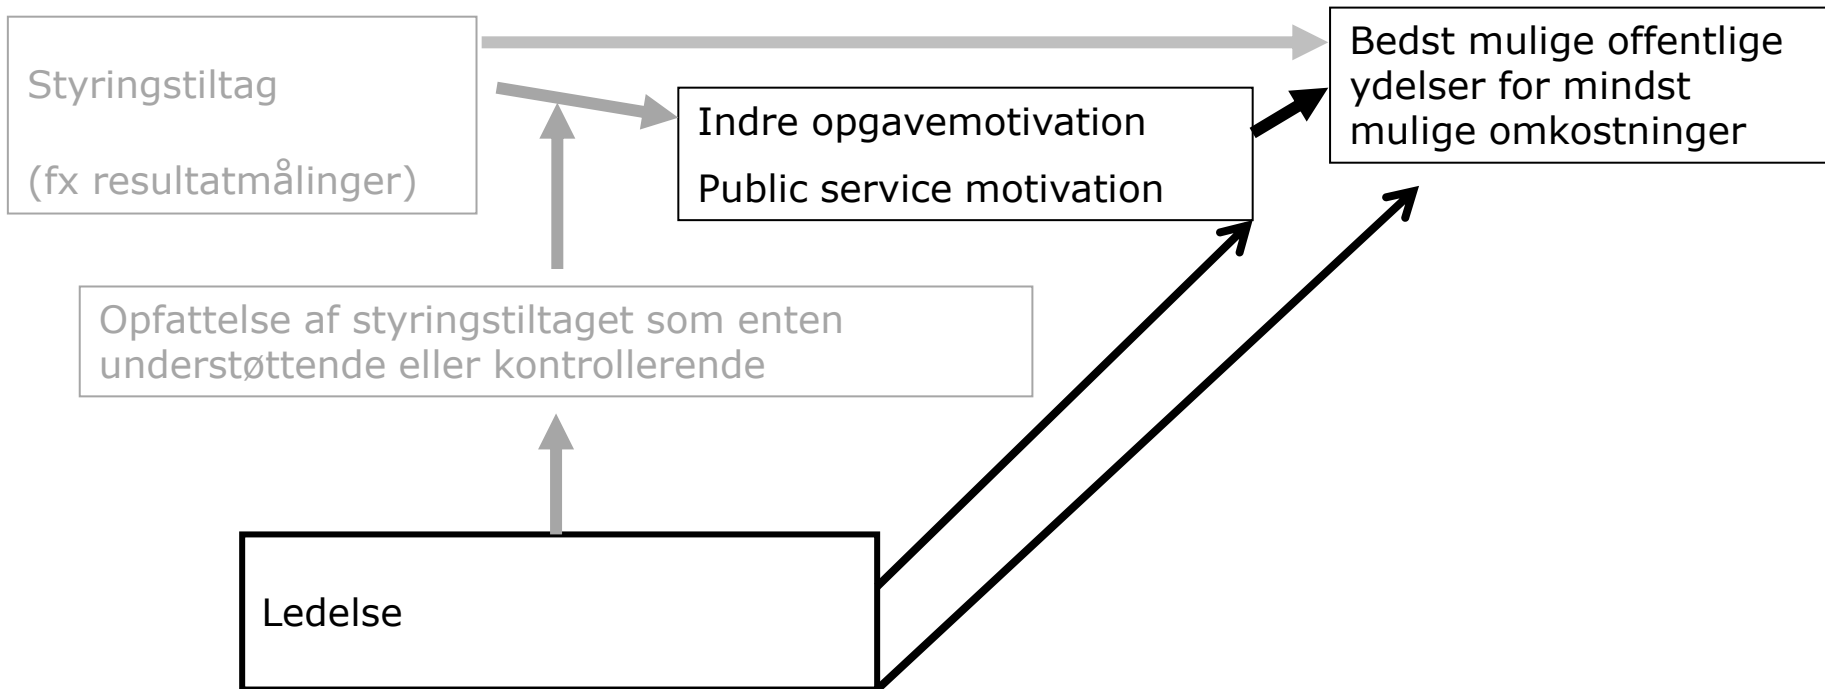 Styringstiltag
(fx resultatmålinger)
Indre opgavemotivation
Public service motivation
Bedst mulige offentlige
ydelser for mindst
mulige omkostninger
Opfattelse af styringstiltaget som enten
understøttende eller kontrollerende
Ledelse